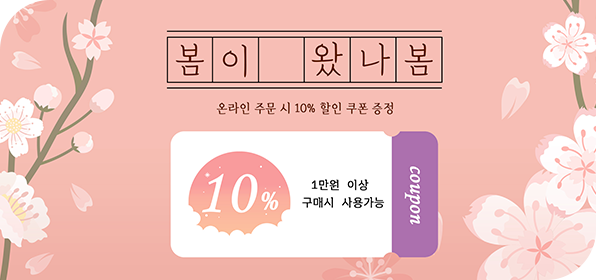 봄이 왔나봄
온라인 주문 시 10% 할인 쿠폰 증정
10%
1만원 이상
구매시 사용가능
coupon